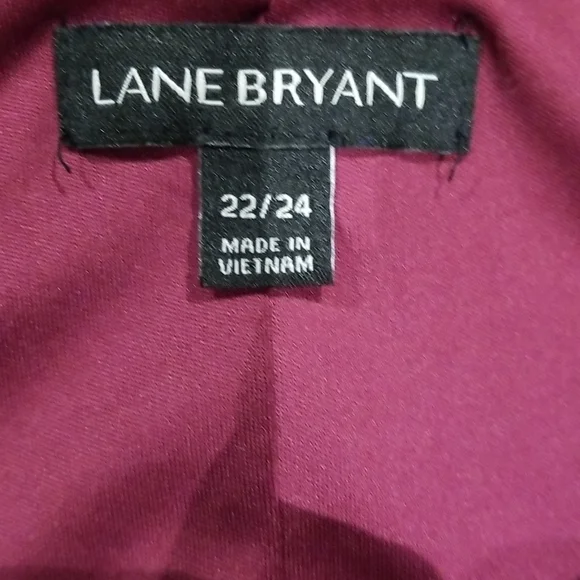 LANE BRYANT
22/24
MADE IN
VIETNAM